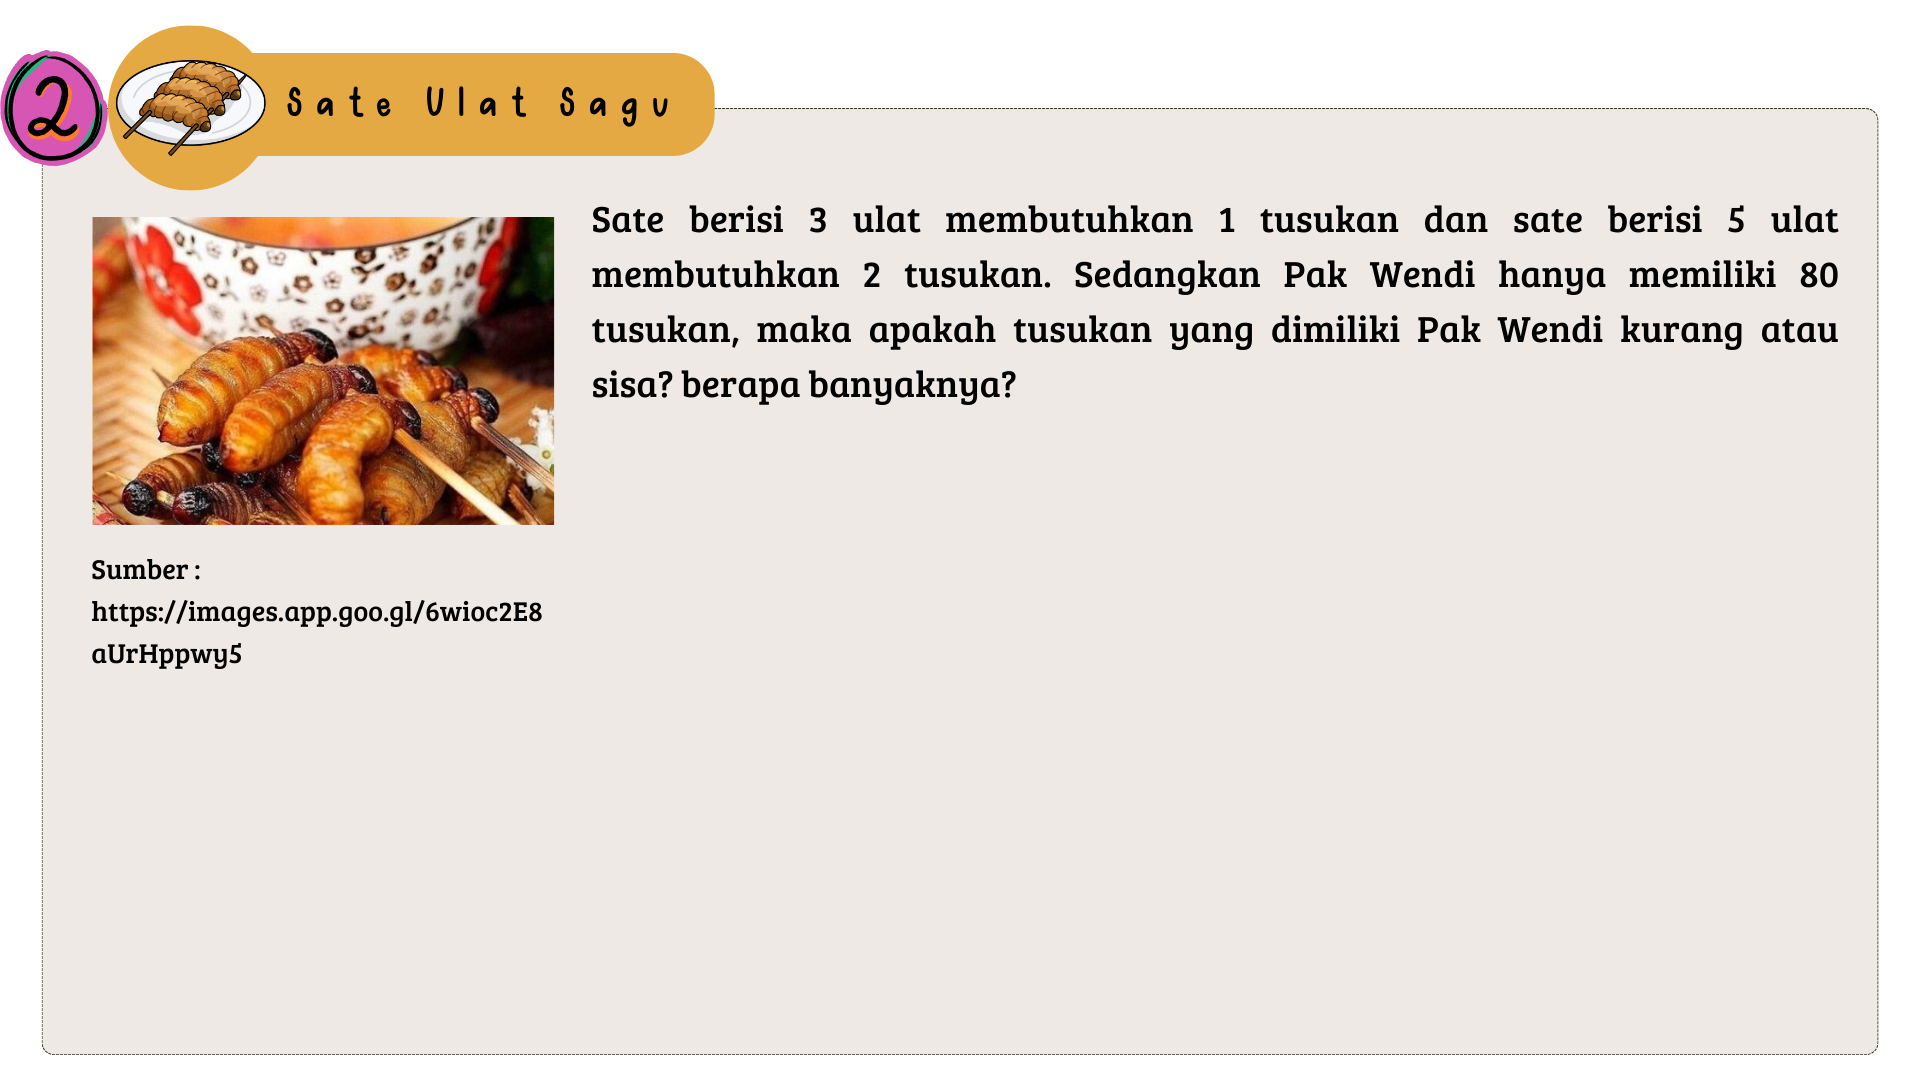 2
Sate Ulat Sagu
Sate berisi 3 ulat membutuhkan 1 tusukan dan sate berisi 5 ulat
membutuhkan 2 tusukan. Sedangkan Pak Wendi hanya memiliki 80
tusukan, maka apakah tusukan yang dimiliki Pak Wendi kurang atau
sisa? berapa banyaknya?
Sumber :
https://images.app.goo.gl/6wioc2E8
aUrHppwy5